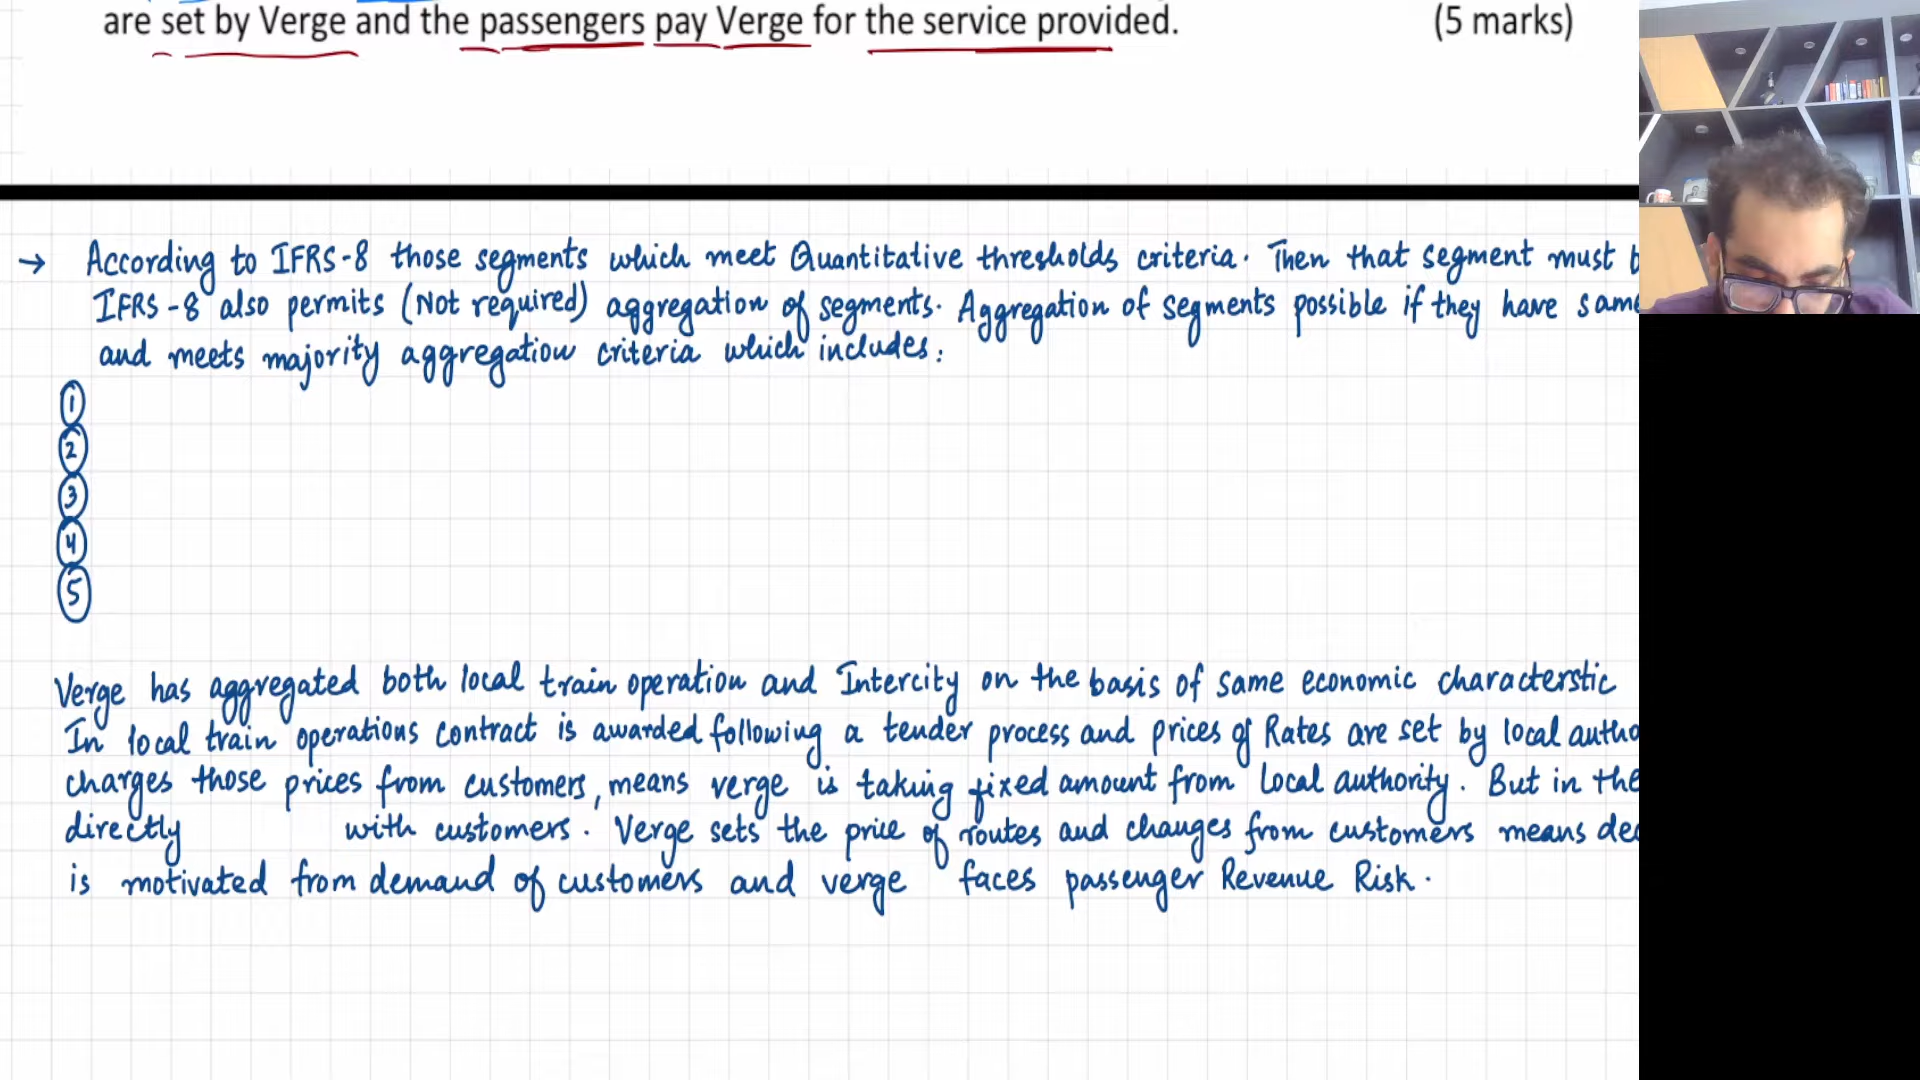 are set by Verge and the passengers pay Verge for the service provided. (5 marks)
→ According to IFRS-8 those segments which meet Quantitative thresholds criteria. Then that segment must b
IFRS-8 also permits (Not required) aggregation of segments. Aggregation of segments possible if they have same
and meets majority aggregation criteria which includes:
1
2
3
4
5
Verge has aggregated both local train operation and Intercity on the basis of same economic characterstic
In local train operations contract is awarded following a tender process and prices of Rates are set by local autho
charges those prices from customers, means verge is taking fixed amount from Local authority. But in the
directly with customers. Verge sets the price of routes and changes from customers means dec
is motivated from demand of customers and verge faces passenger Revenue Risk.